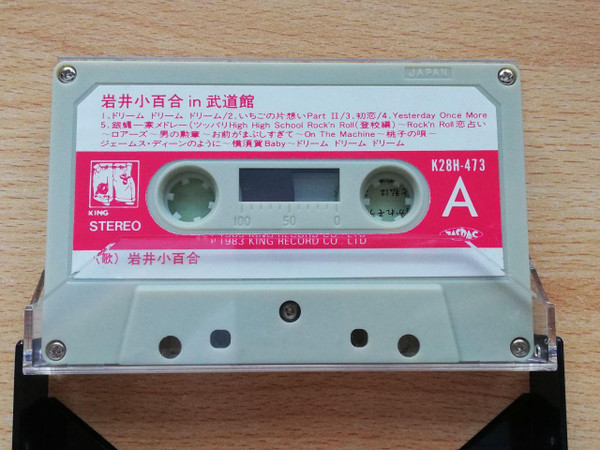 JAPAN
岩井小百合 in 武道館
1.ドリーム ドリーム ドリーム/2.いちごの片想いPart II/3.初恋/4.Yesterday Once More
5.銀蝿一家メドレー(ツッパリHigh High School Rock'n Roll(登校編)～Rock'n Roll恋占い
～ロアーズ～男の勲章～お前がまぶしすぎて～On The Machine～桃子の唄～
ジェームス・ディーンのように～横須賀Baby～ドリーム ドリーム ドリーム
K28H-473
A
KING
STEREO
100 50 0
JASRAC
℗1983 KING RECORD CO. LTD
(歌) 岩井小百合